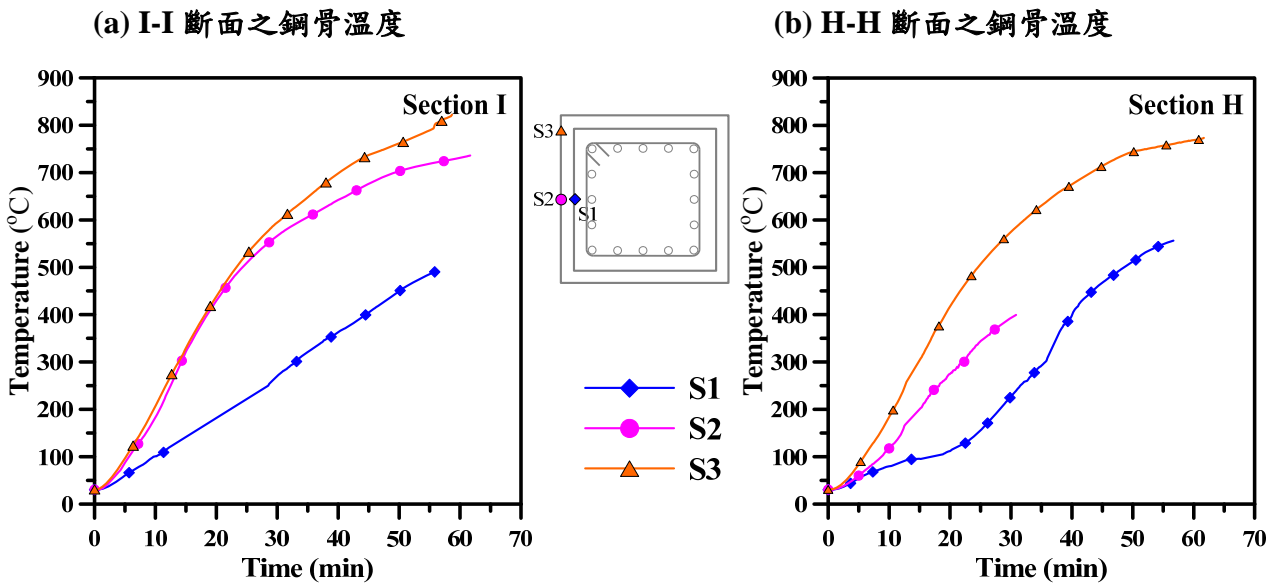 (a) I-I 斷面之鋼骨溫度
(b) H-H 斷面之鋼骨溫度
Section I
Temperature (°C)
900
800
700
600
500
400
300
200
100
0
0 10 20 30 40 50 60 70
Time (min)
S3
S2
S1
S1
S2
S3
Section H
Temperature (°C)
900
800
700
600
500
400
300
200
100
0
0 10 20 30 40 50 60 70
Time (min)